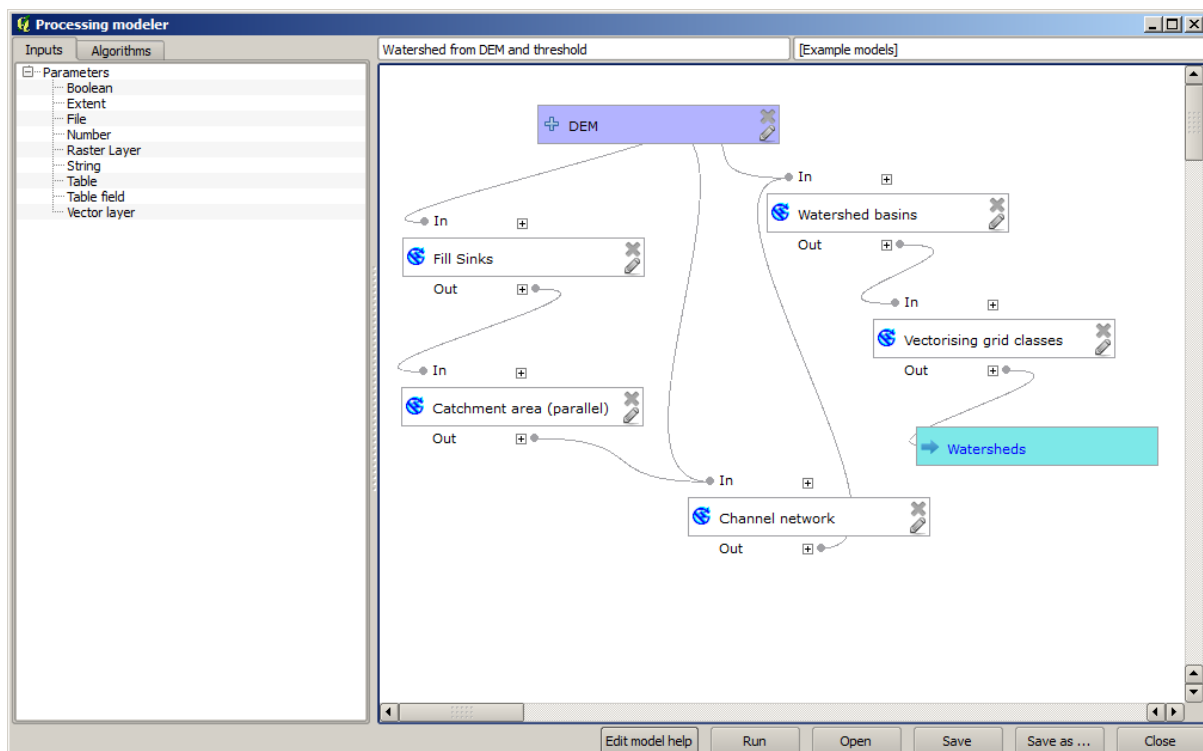 Processing modeler
Inputs
Algorithms
Watershed from DEM and threshold
[Example models]
Parameters
Boolean
Extent
File
Number
Raster Layer
String
Table
Table field
Vector layer
DEM
In
Watershed basins
Out
In
Fill Sinks
Out
In
Vectorising grid classes
Out
In
Catchment area (parallel)
Out
Watersheds
In
Channel network
Out
Edit model help
Run
Open
Save
Save as ...
Close